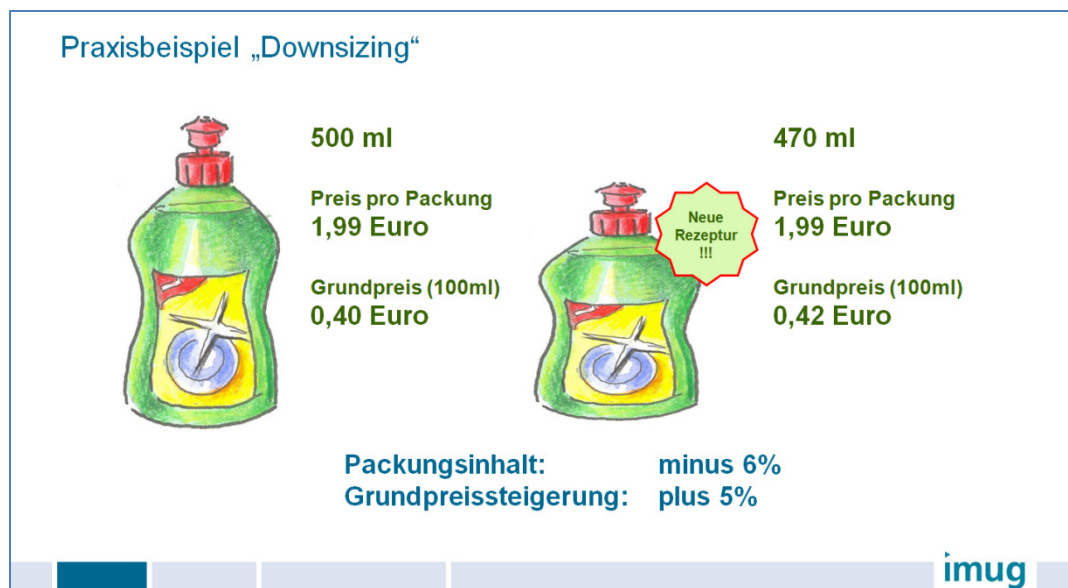 Praxisbeispiel „Downsizing“
500 ml
Preis pro Packung
1,99 Euro
Grundpreis (100ml)
0,40 Euro
Neue
Rezeptur
!!!
470 ml
Preis pro Packung
1,99 Euro
Grundpreis (100ml)
0,42 Euro
Packungsinhalt: minus 6%
Grundpreissteigerung: plus 5%
imug